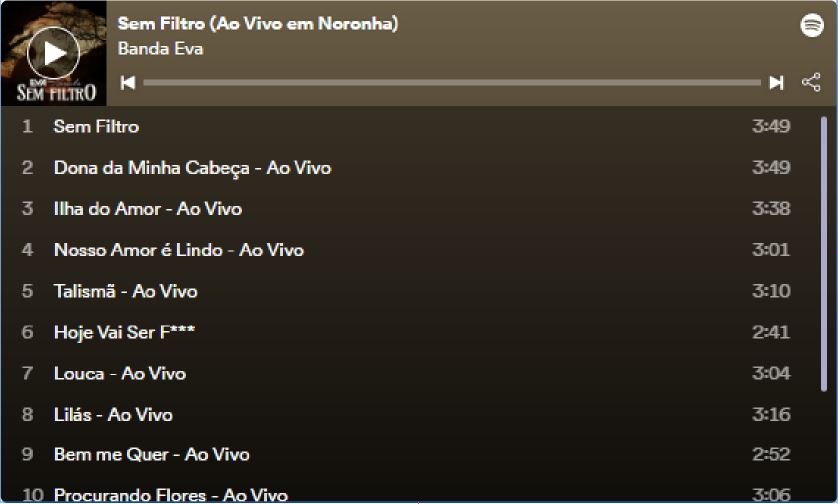 Sem Filtro (Ao Vivo em Noronha)
Banda Eva
EVA
SEM FILTRO
1 Sem Filtro 3:49
2 Dona da Minha Cabeça - Ao Vivo 3:49
3 Ilha do Amor - Ao Vivo 3:38
4 Nosso Amor é Lindo - Ao Vivo 3:01
5 Talismã - Ao Vivo 3:10
6 Hoje Vai Ser F*** 2:41
7 Louca - Ao Vivo 3:04
8 Lilás - Ao Vivo 3:16
9 Bem me Quer - Ao Vivo 2:52
10 Procurando Flores - Ao Vivo 3:06